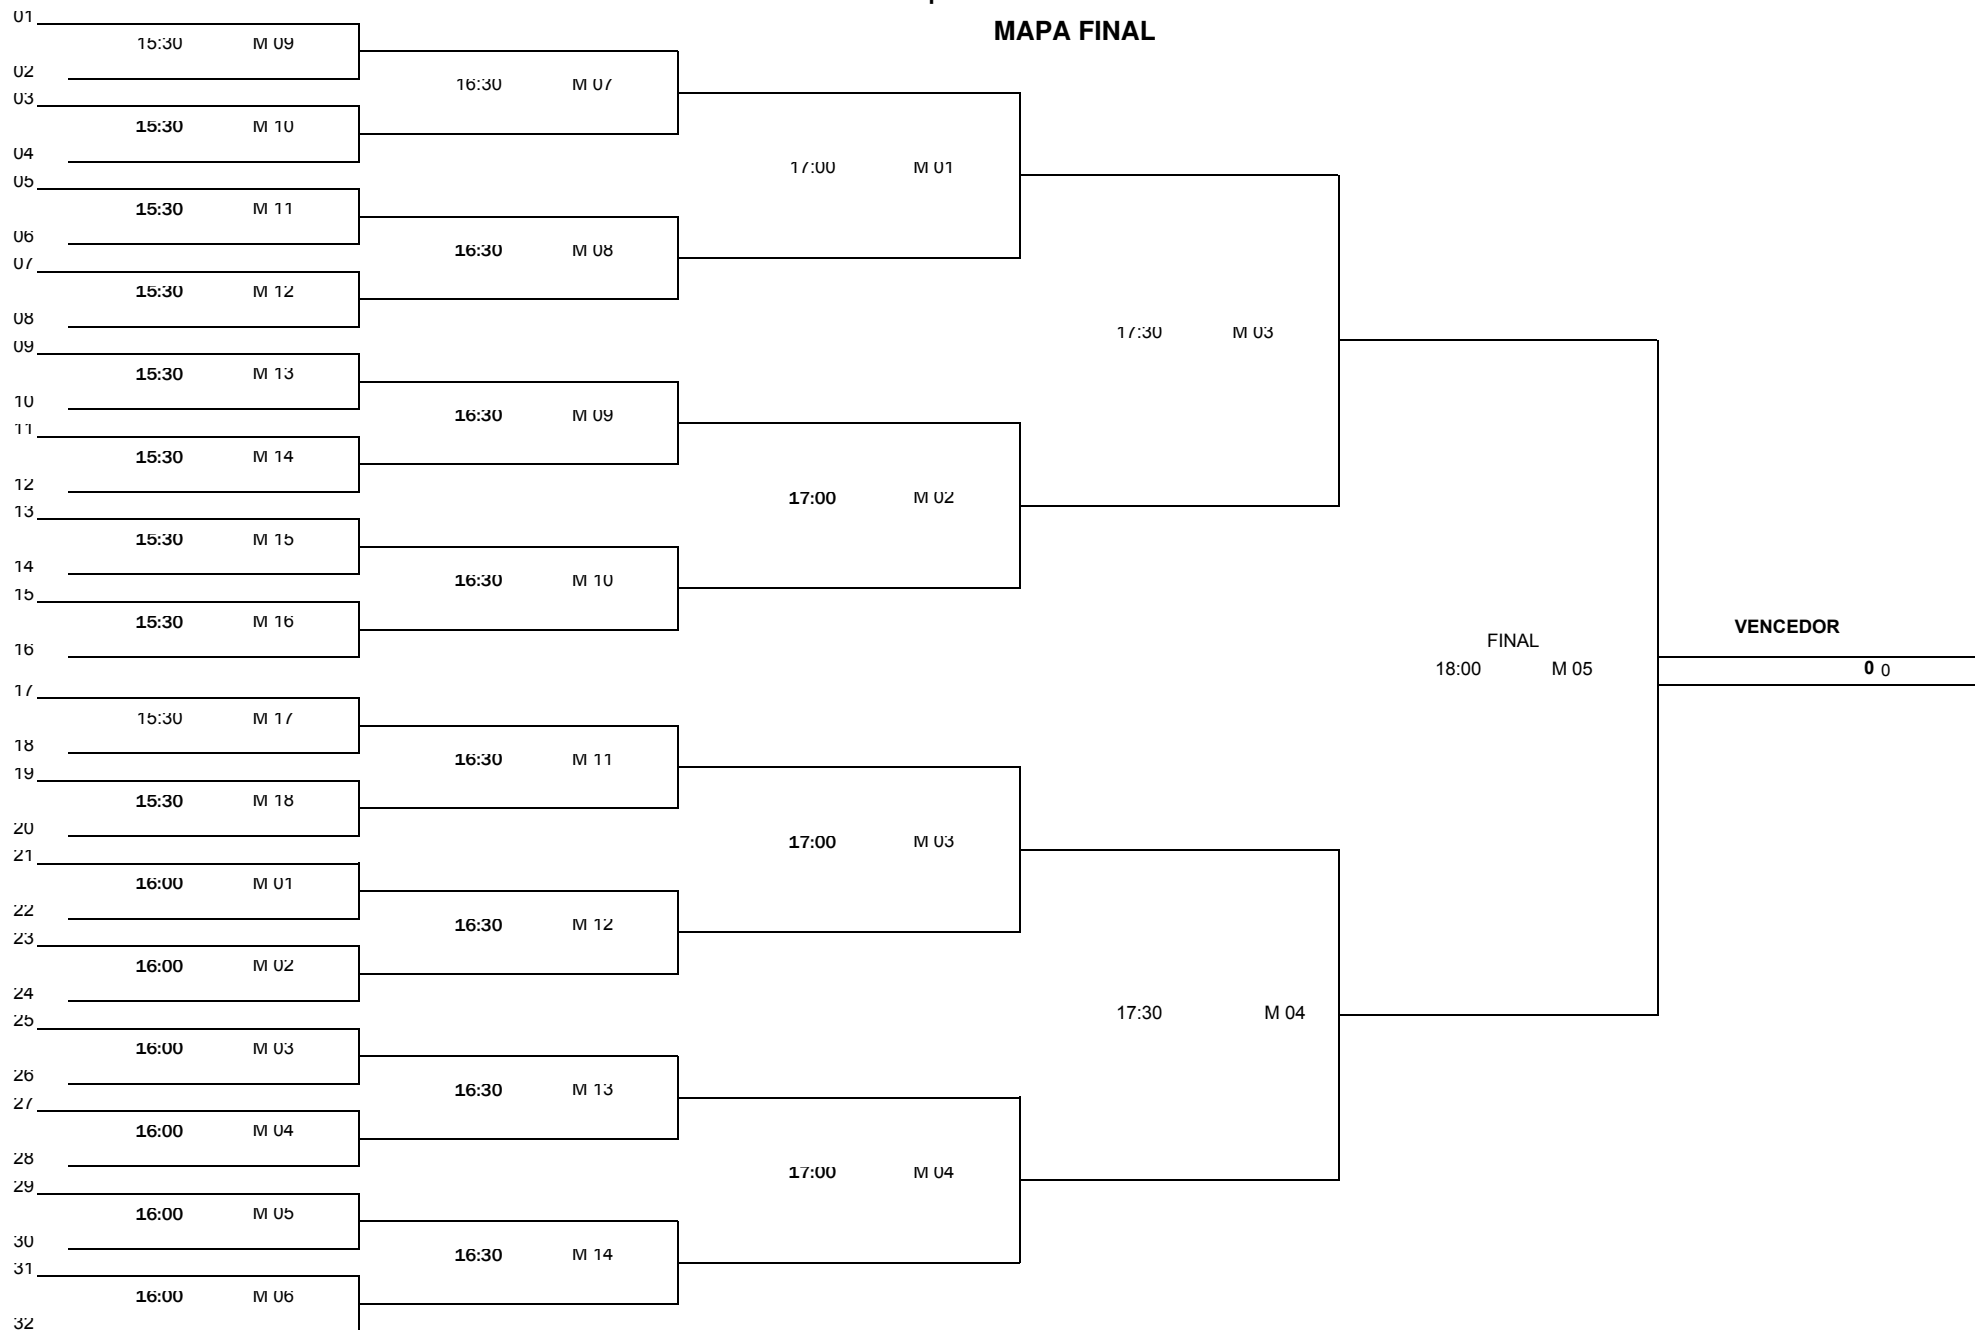 MAPA FINAL
01
15:30 M 09
02
16:30 M 07
03
15:30 M 10
04
17:00 M 01
05
15:30 M 11
06
16:30 M 08
07
15:30 M 12
08
17:30 M 03
09
15:30 M 13
10
16:30 M 09
11
15:30 M 14
12
17:00 M 02
13
15:30 M 15
14
16:30 M 10
15
15:30 M 16
VENCEDOR
FINAL
16
18:00 M 05
0 0
17
15:30 M 17
18
16:30 M 11
19
15:30 M 18
20
17:00 M 03
21
16:00 M 01
22
16:30 M 12
23
16:00 M 02
24
17:30 M 04
25
16:00 M 03
26
16:30 M 13
27
16:00 M 04
28
17:00 M 04
29
16:00 M 05
30
16:30 M 14
31
16:00 M 06
32